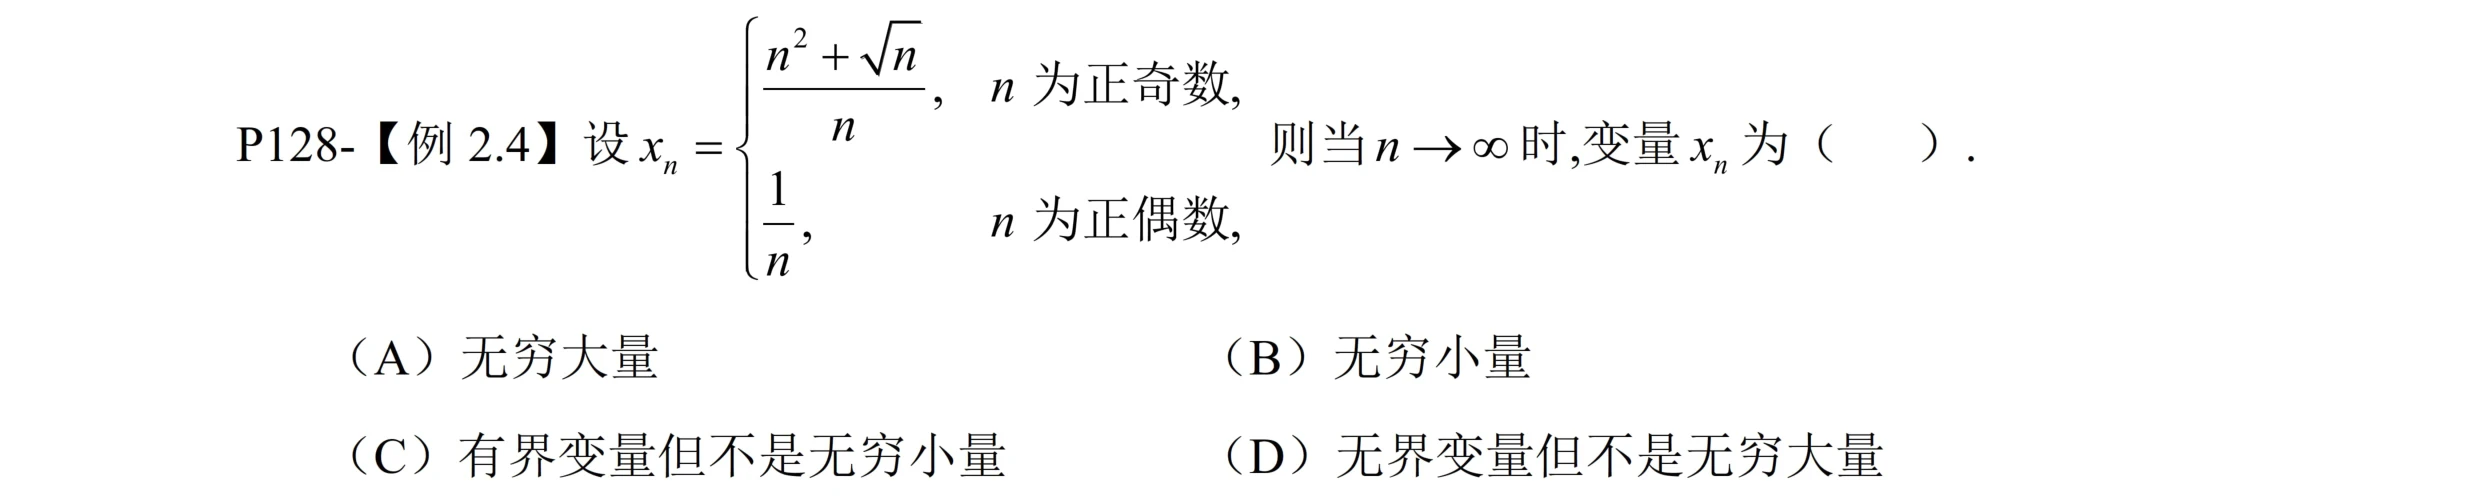 P128-【例 2.4】设 $x_n = \begin{cases} \dfrac{n^2+\sqrt{n}}{n}, & n \text{ 为正奇数}, \\ \dfrac{1}{n}, & n \text{ 为正偶数}, \end{cases}$ 则当 $n \to \infty$ 时,变量 $x_n$ 为（ ）.
（A）无穷大量 （B）无穷小量
（C）有界变量但不是无穷小量 （D）无界变量但不是无穷大量